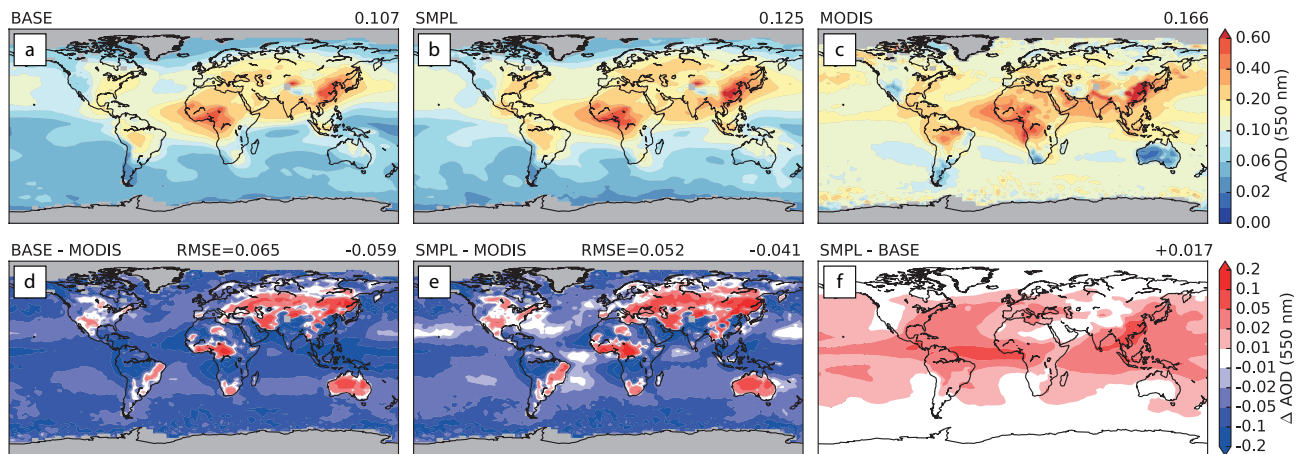 BASE 0.107
a
SMPL 0.125
b
MODIS 0.166
c
0.60
0.40
0.20
0.10
0.06
0.02
0.00
AOD (550 nm)
BASE - MODIS RMSE=0.065 -0.059
d
SMPL - MODIS RMSE=0.052 -0.041
e
SMPL - BASE +0.017
f
0.2
0.1
0.05
0.02
0.01
-0.01
-0.02
-0.05
-0.1
-0.2
Δ AOD (550 nm)